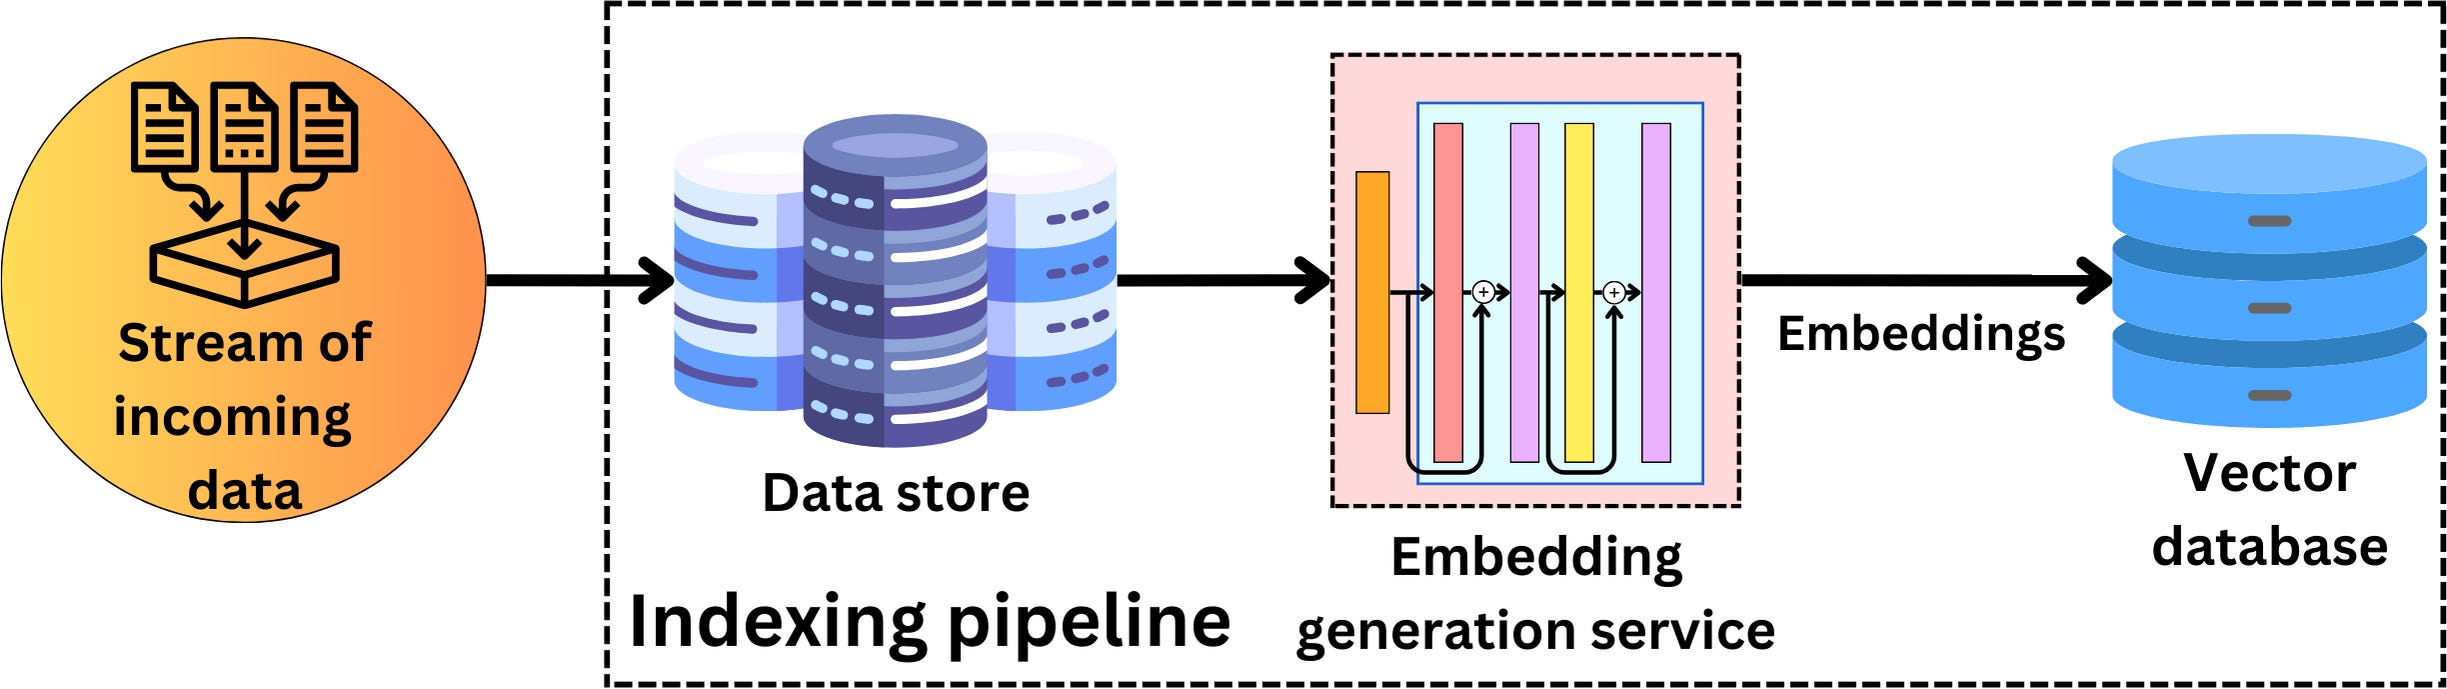 Stream of
incoming
data
Data store
Indexing pipeline
Embedding
generation service
Embeddings
Vector
database